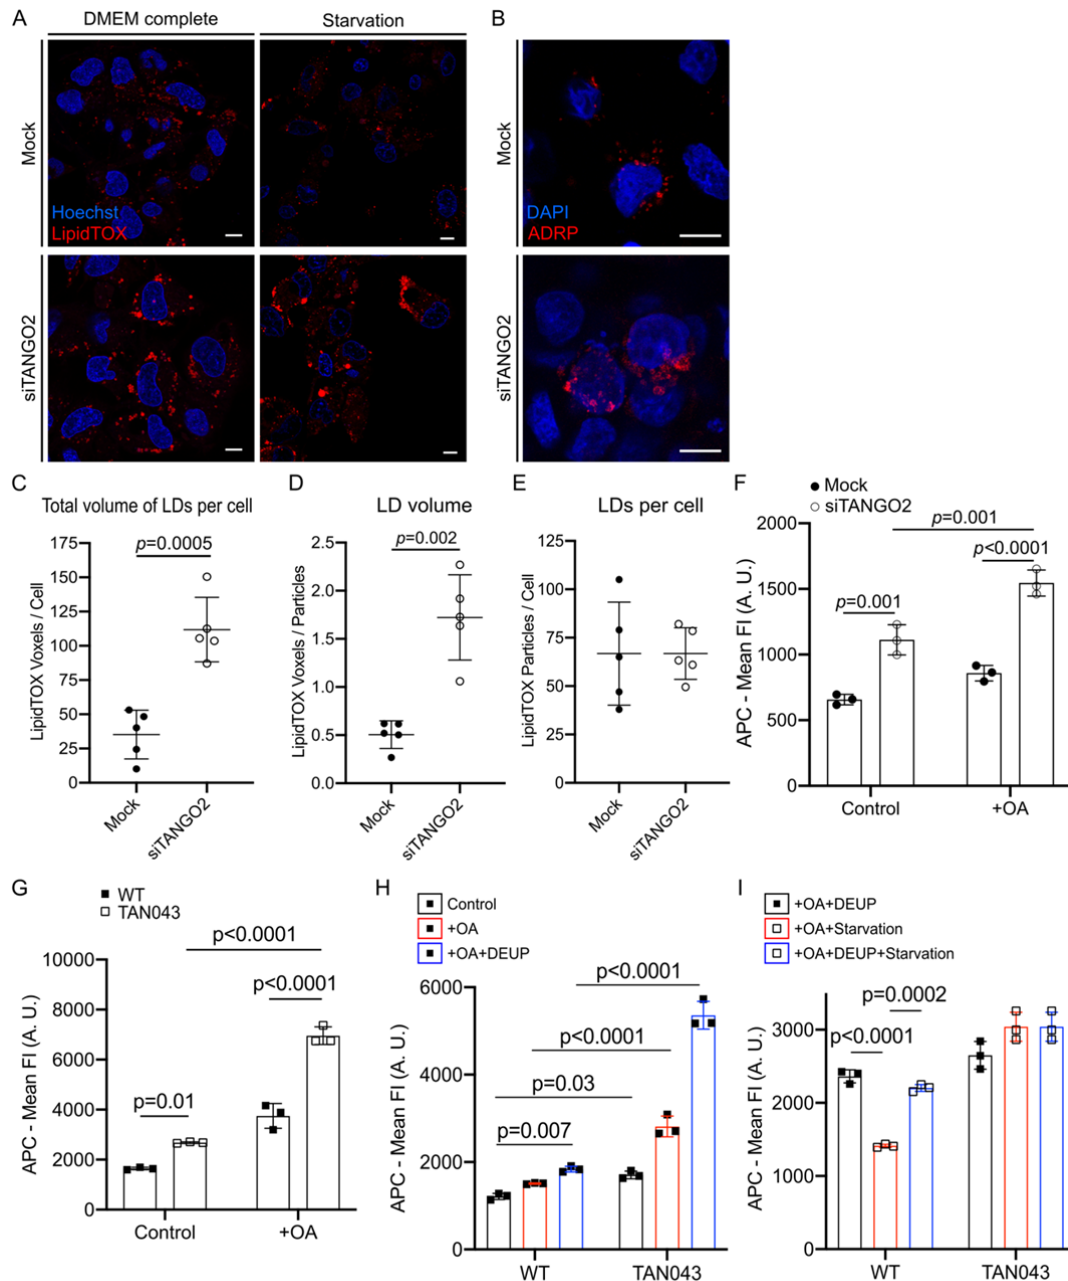 A
DMEM complete
Starvation
B
Mock
Hoechst
LipidTOX
Mock
DAPI
ADRP
siTANGO2
siTANGO2
C
Total volume of LDs per cell
p=0.0005
LipidTOX Voxels / Cell
175
150
125
100
75
50
25
0
Mock
siTANGO2
D
LD volume
p=0.002
LipidTOX Voxels / Particles
2.5
2.0
1.5
1.0
0.5
0.0
Mock
siTANGO2
E
LDs per cell
LipidTOX Particles / Cell
125
100
75
50
25
0
Mock
siTANGO2
F
Mock
siTANGO2
p=0.001
p<0.0001
p=0.001
APC - Mean FI (A. U.)
2000
1500
1000
500
0
Control
+OA
G
WT
TAN043
p<0.0001
p<0.0001
p=0.01
APC - Mean FI (A. U.)
10000
8000
6000
4000
2000
0
Control
+OA
H
Control
+OA
+OA+DEUP
p<0.0001
p<0.0001
p=0.03
p=0.007
APC - Mean FI (A. U.)
6000
4000
2000
0
WT
TAN043
I
+OA+DEUP
+OA+Starvation
+OA+DEUP+Starvation
p=0.0002
p<0.0001
APC - Mean FI (A. U.)
3000
2000
1000
0
WT
TAN043